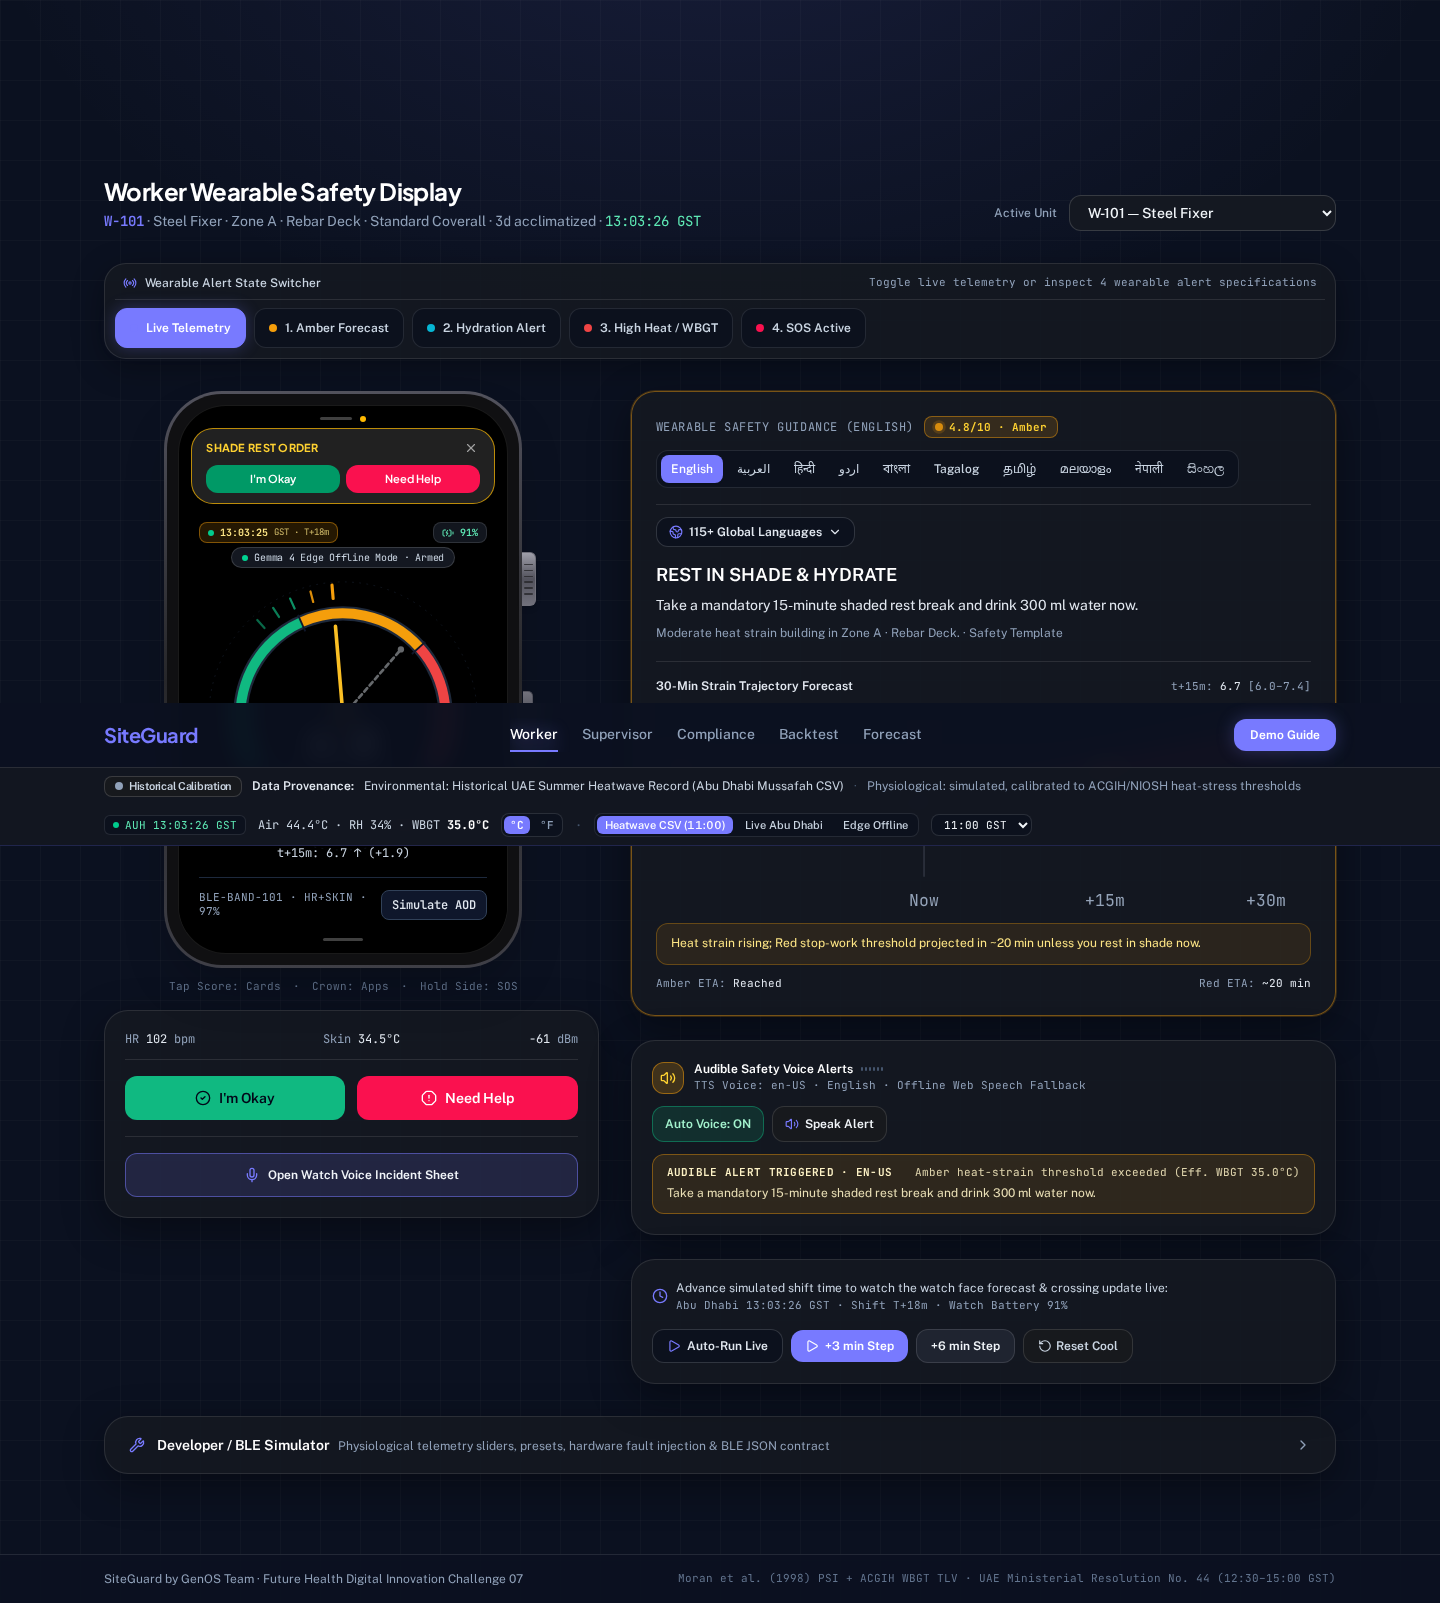 Worker Wearable Safety Display
W-101 · Steel Fixer · Zone A · Rebar Deck · Standard Coverall · 3d acclimatized · 13:03:26 GST
Active Unit
W-101 — Steel Fixer
Wearable Alert State Switcher
Toggle live telemetry or inspect 4 wearable alert specifications
Live Telemetry
1. Amber Forecast
2. Hydration Alert
3. High Heat / WBGT
4. SOS Active
SHADE REST ORDER
I'm Okay
Need Help
13:03:25 GST · T+18m
91%
Gemma 4 Edge Offline Mode · Armed
WEARABLE SAFETY GUIDANCE (ENGLISH)
4.8/10 · Amber
English
العربية
हिन्दी
اردو
বাংলা
Tagalog
தமிழ்
മലയാളം
नेपाली
සිංහල
115+ Global Languages
REST IN SHADE & HYDRATE
Take a mandatory 15-minute shaded rest break and drink 300 ml water now.
Moderate heat strain building in Zone A · Rebar Deck. · Safety Template
30-Min Strain Trajectory Forecast
t+15m: 6.7 [6.0–7.4]
SiteGuard
Worker
Supervisor
Compliance
Backtest
Forecast
Demo Guide
Historical Calibration
Data Provenance: Environmental: Historical UAE Summer Heatwave Record (Abu Dhabi Mussafah CSV) · Physiological: simulated, calibrated to ACGIH/NIOSH heat-stress thresholds
AUH 13:03:26 GST
Air 44.4°C · RH 34% · WBGT 35.0°C
°C
°F
·
Heatwave CSV (11:00)
Live Abu Dhabi
Edge Offline
11:00 GST
t+15m: 6.7 ↑ (+1.9)
BLE-BAND-101 · HR+SKIN ·
97%
Simulate AOD
Tap Score: Cards · Crown: Apps · Hold Side: SOS
Now
+15m
+30m
Heat strain rising; Red stop-work threshold projected in ~20 min unless you rest in shade now.
Amber ETA: Reached
Red ETA: ~20 min
HR 102 bpm
Skin 34.5°C
-61 dBm
I'm Okay
Need Help
Open Watch Voice Incident Sheet
Audible Safety Voice Alerts
TTS Voice: en-US · English · Offline Web Speech Fallback
Auto Voice: ON
Speak Alert
AUDIBLE ALERT TRIGGERED · EN-US
Amber heat-strain threshold exceeded (Eff. WBGT 35.0°C)
Take a mandatory 15-minute shaded rest break and drink 300 ml water now.
Advance simulated shift time to watch the watch face forecast & crossing update live:
Abu Dhabi 13:03:26 GST · Shift T+18m · Watch Battery 91%
Auto-Run Live
+3 min Step
+6 min Step
Reset Cool
Developer / BLE Simulator
Physiological telemetry sliders, presets, hardware fault injection & BLE JSON contract
SiteGuard by GenOS Team · Future Health Digital Innovation Challenge 07
Moran et al. (1998) PSI + ACGIH WBGT TLV · UAE Ministerial Resolution No. 44 (12:30–15:00 GST)